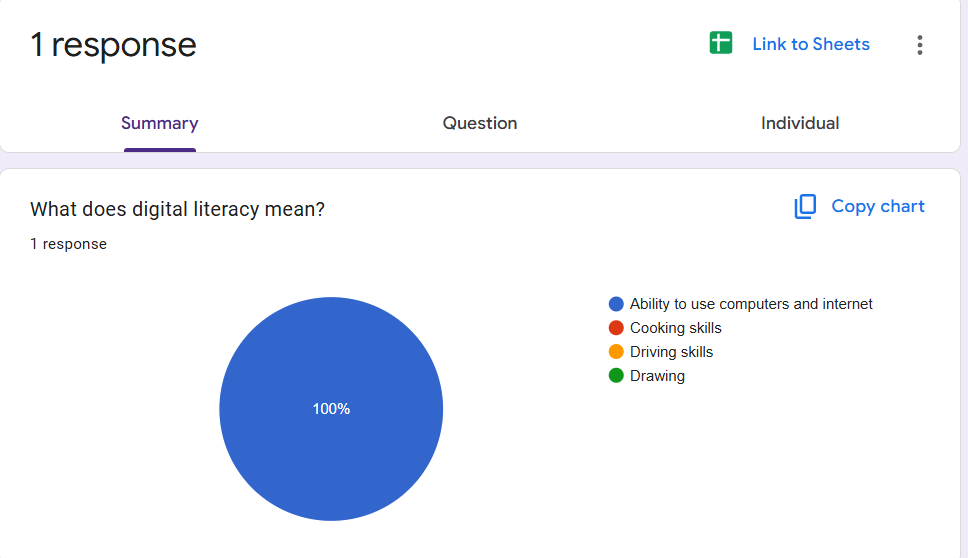 1 response
Link to Sheets
Summary
Question
Individual
What does digital literacy mean?
Copy chart
1 response
Ability to use computers and internet
Cooking skills
Driving skills
Drawing
100%